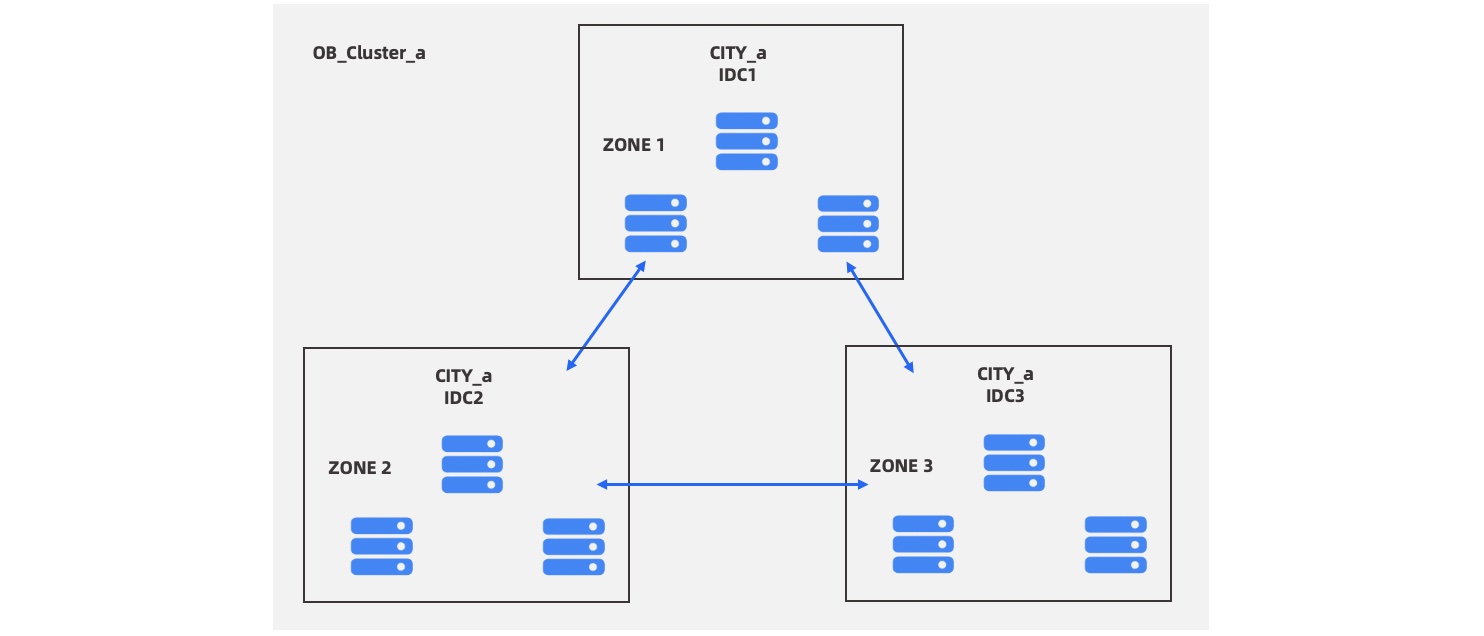 OB_Cluster_a
CITY_a
IDC1
ZONE 1
CITY_a
IDC2
ZONE 2
CITY_a
IDC3
ZONE 3